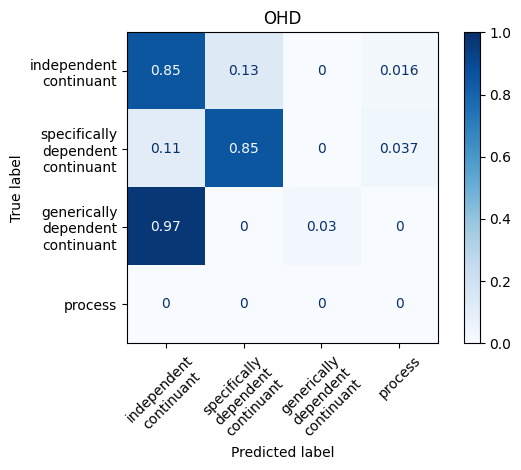 OHD
True label
independent
continuant
0.85 0.13 0 0.016
specifically
dependent
continuant
0.11 0.85 0 0.037
generically
dependent
continuant
0.97 0 0.03 0
process
0 0 0 0
independent
continuant
specifically
dependent
continuant
generically
dependent
continuant
process
Predicted label
1.0
0.8
0.6
0.4
0.2
0.0